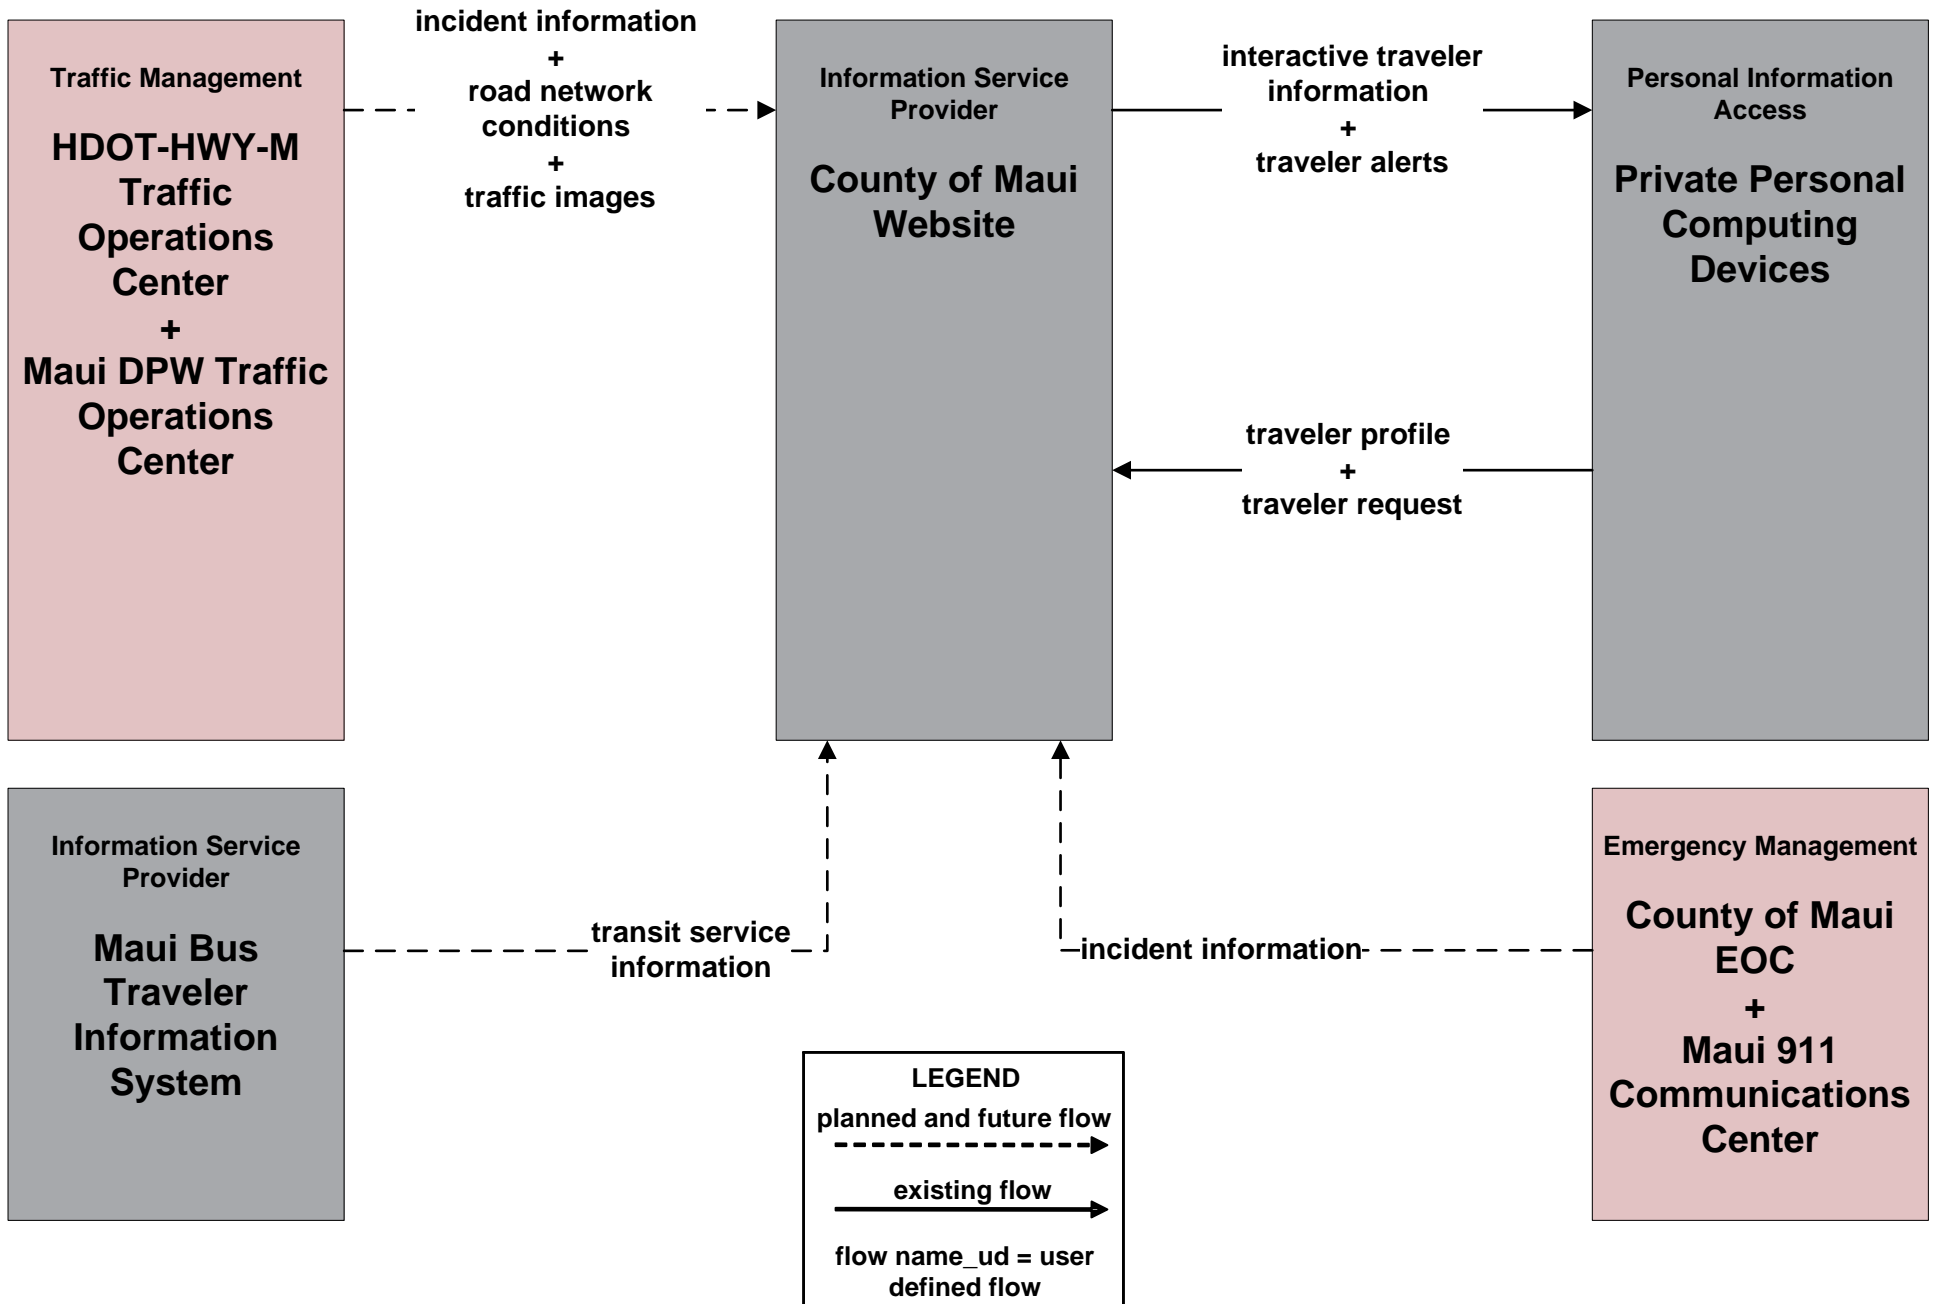 Traffic Management
HDOT-HWY-M
Traffic
Operations
Center
+
Maui DPW Traffic
Operations
Center
incident information
+
road network
conditions
+
traffic images
Information Service
Provider
County of Maui
Website
interactive traveler
information
+
traveler alerts
traveler profile
+
traveler request
Personal Information
Access
Private Personal
Computing
Devices
Information Service
Provider
Maui Bus
Traveler
Information
System
transit service
information
incident information
Emergency Management
County of Maui
EOC
+
Maui 911
Communications
Center
LEGEND
planned and future flow
existing flow
flow name_ud = user
defined flow